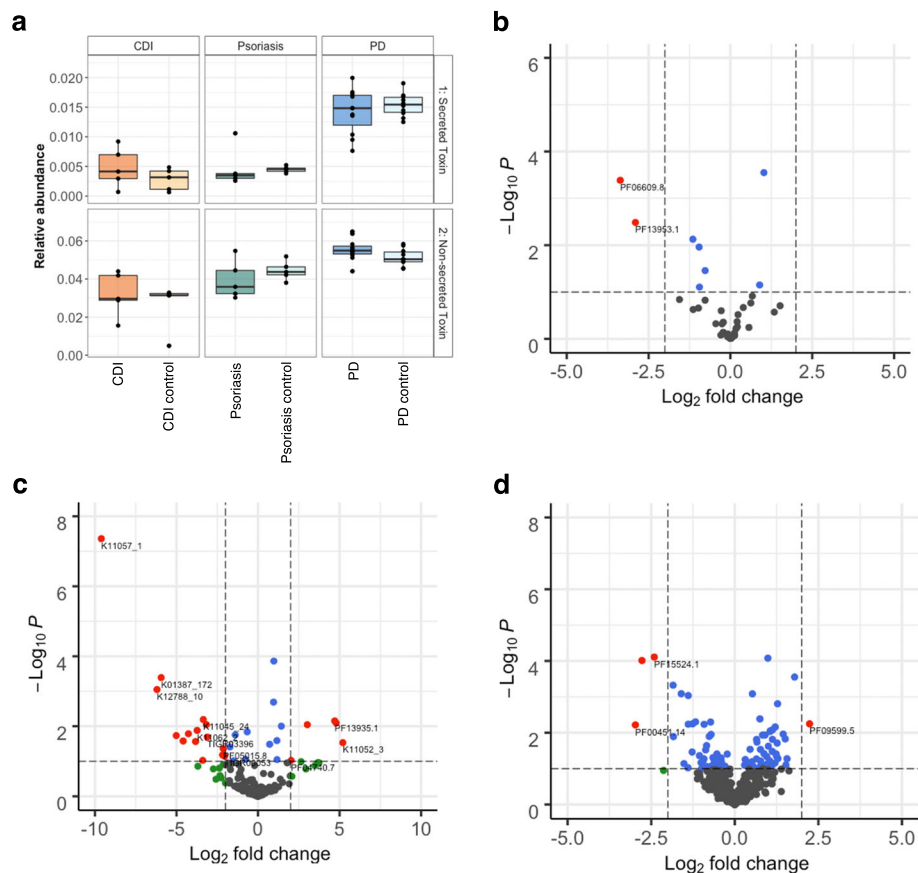 a
CDI
Psoriasis
PD
Relative abundance
0.020
0.015
0.010
0.005
0.000
1: Secreted Toxin
0.06
0.04
0.02
0.00
2: Non-secreted Toxin
CDI
CDI control
Psoriasis
Psoriasis control
PD
PD control
b
6
4
2
0
−Log10 P
PF06609.8
PF13953.1
-5.0
-2.5
0.0
2.5
5.0
Log2 fold change
c
8
6
4
2
0
−Log10 P
K11057_1
K01387_172
K12788_10
K11045_24
TIGR03396
PF05015.8
PF13935.1
K11052_3
PF04740.7
-10
-5
0
5
10
Log2 fold change
d
8
6
4
2
0
−Log10 P
PF15524.1
PF00451.14
PF09599.5
-5.0
-2.5
0.0
2.5
5.0
Log2 fold change